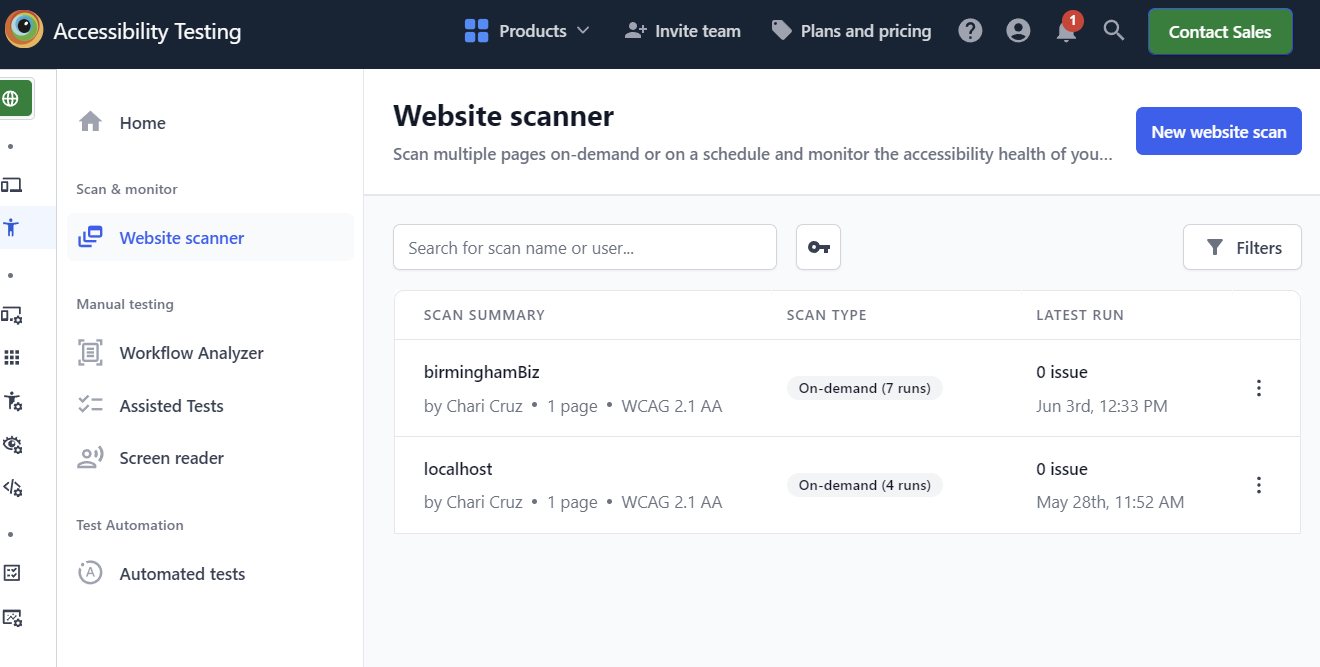 Accessibility Testing
Products
Invite team
Plans and pricing
1
Contact Sales
Home
Scan & monitor
Website scanner
Manual testing
Workflow Analyzer
Assisted Tests
Screen reader
Test Automation
A
Automated tests
Website scanner
Scan multiple pages on-demand or on a schedule and monitor the accessibility health of you...
New website scan
Search for scan name or user...
Filters
SCAN SUMMARY
SCAN TYPE
LATEST RUN
birminghamBiz
by Chari Cruz • 1 page • WCAG 2.1 AA
On-demand (7 runs)
0 issue
Jun 3rd, 12:33 PM
localhost
by Chari Cruz • 1 page • WCAG 2.1 AA
On-demand (4 runs)
0 issue
May 28th, 11:52 AM